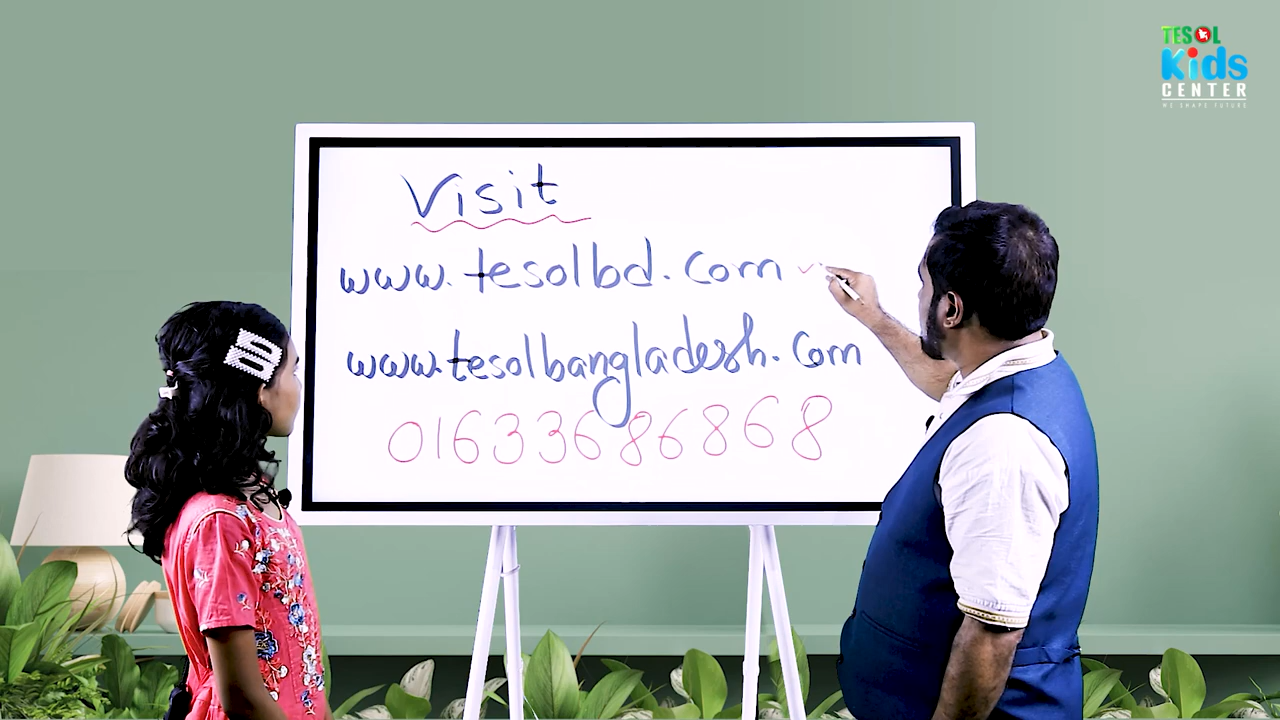 TESOL
Kids
CENTER
WE SHAPE FUTURE
Visit
www.tesolbd.com
www.tesolbangladesh.com
01633686868